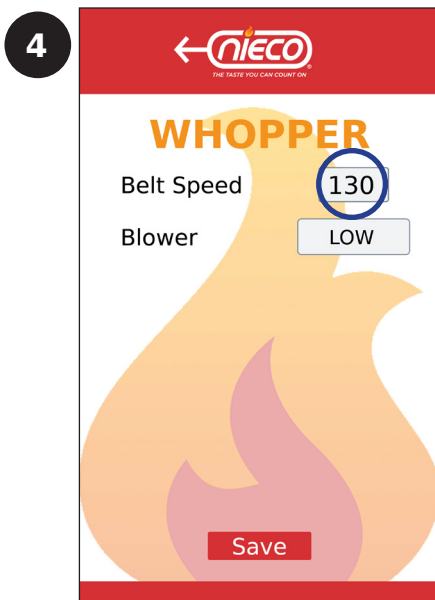 4
nieco®
THE TASTE YOU CAN COUNT ON
WHOPPER
Belt Speed 130
Blower LOW
Save